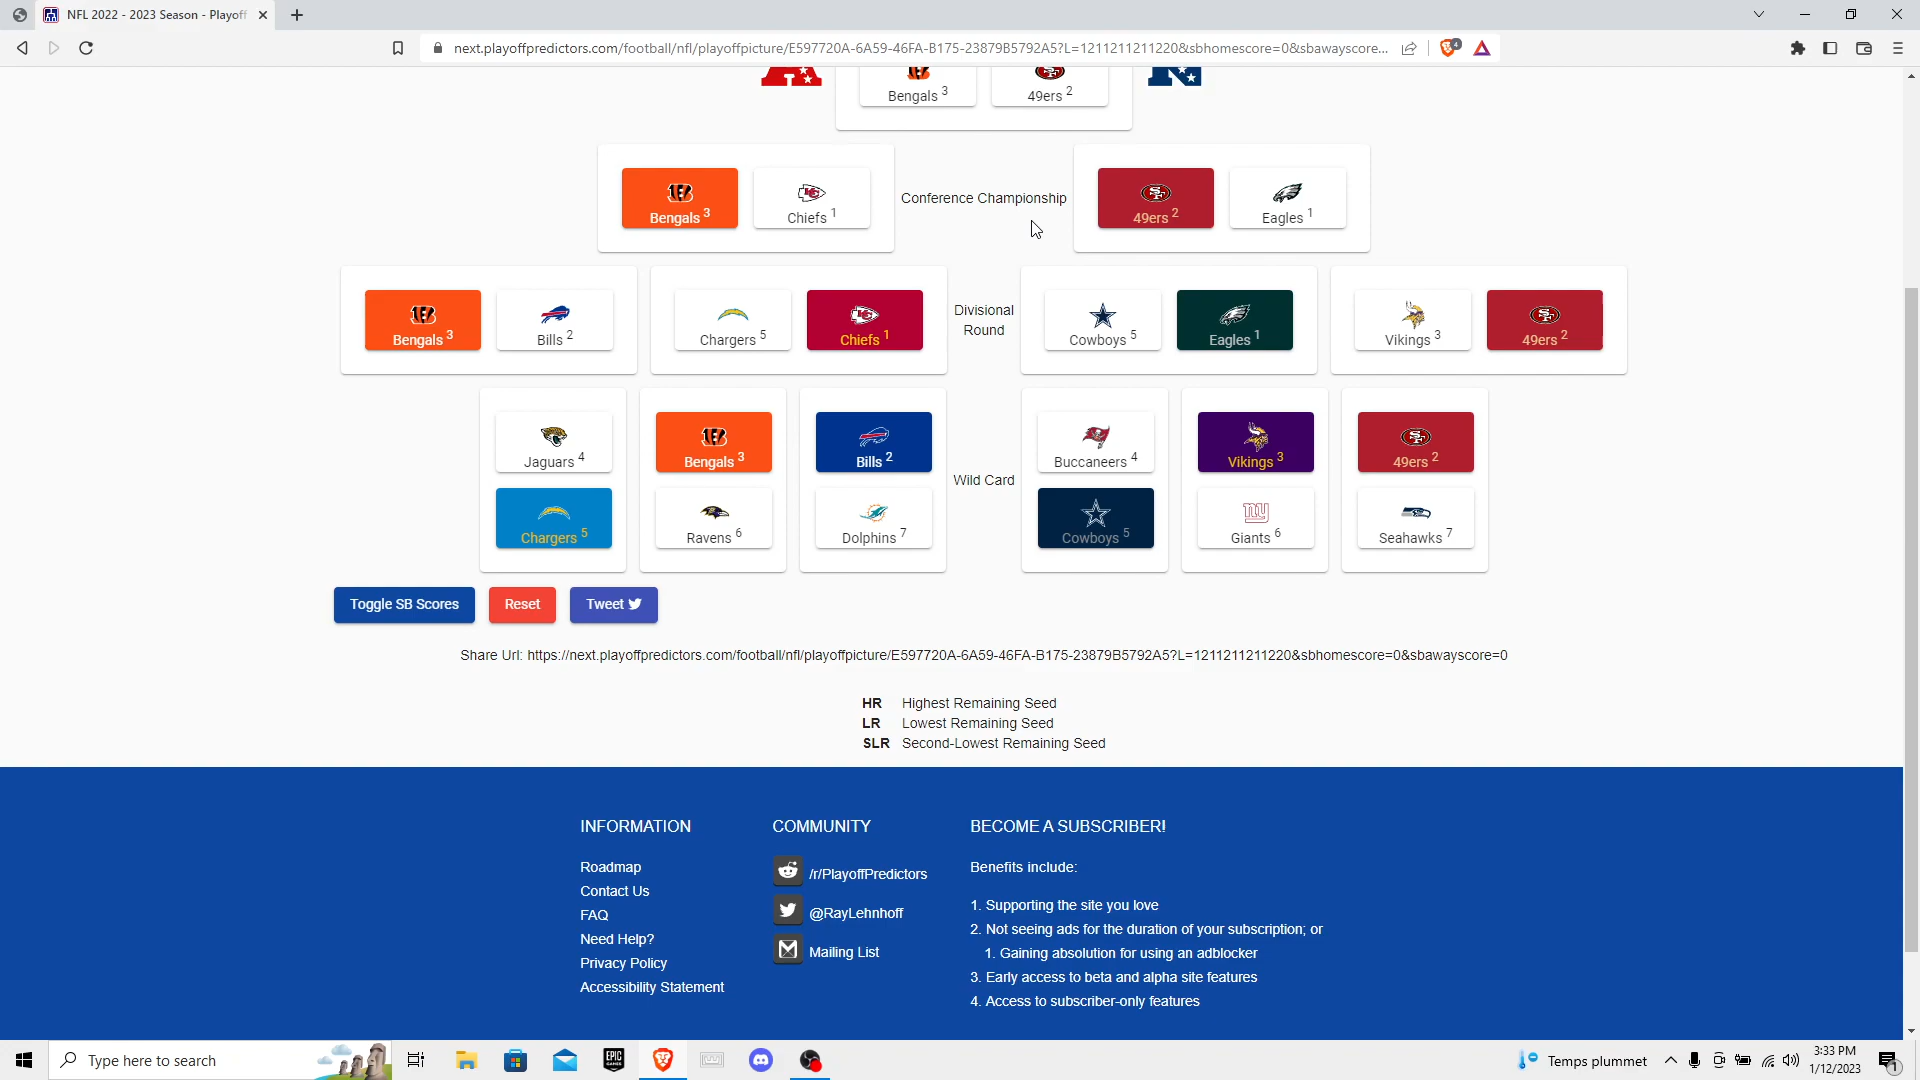 NFL 2022 - 2023 Season - Playoff
next.playoffpredictors.com/football/nfl/playoffpicture/E597720A-6A59-46FA-B175-23879B5792A5?L=1211211211220&sbhomescore=0&sbawayscore...
4
Bengals 3
49ers 2
Bengals 3
Chiefs 1
Conference Championship
49ers 2
Eagles 1
Bengals 3
Bills 2
Chargers 5
Chiefs 1
Divisional
Round
Cowboys 5
Eagles 1
Vikings 3
49ers 2
Jaguars 4
Chargers 5
Bengals 3
Ravens 6
Bills 2
Dolphins 7
Wild Card
Buccaneers 4
Cowboys 5
Vikings 3
Giants 6
49ers 2
Seahawks 7
Toggle SB Scores
Reset
Tweet
Share Url: https://next.playoffpredictors.com/football/nfl/playoffpicture/E597720A-6A59-46FA-B175-23879B5792A5?L=1211211211220&sbhomescore=0&sbawayscore=0
HR Highest Remaining Seed
LR Lowest Remaining Seed
SLR Second-Lowest Remaining Seed
INFORMATION
Roadmap
Contact Us
FAQ
Need Help?
Privacy Policy
Accessibility Statement
COMMUNITY
/r/PlayoffPredictors
@RayLehnhoff
Mailing List
BECOME A SUBSCRIBER!
Benefits include:
1. Supporting the site you love
2. Not seeing ads for the duration of your subscription; or
1. Gaining absolution for using an adblocker
3. Early access to beta and alpha site features
4. Access to subscriber-only features
Type here to search
EPIC
GAMES
Temps plummet
3:33 PM
1/12/2023
1